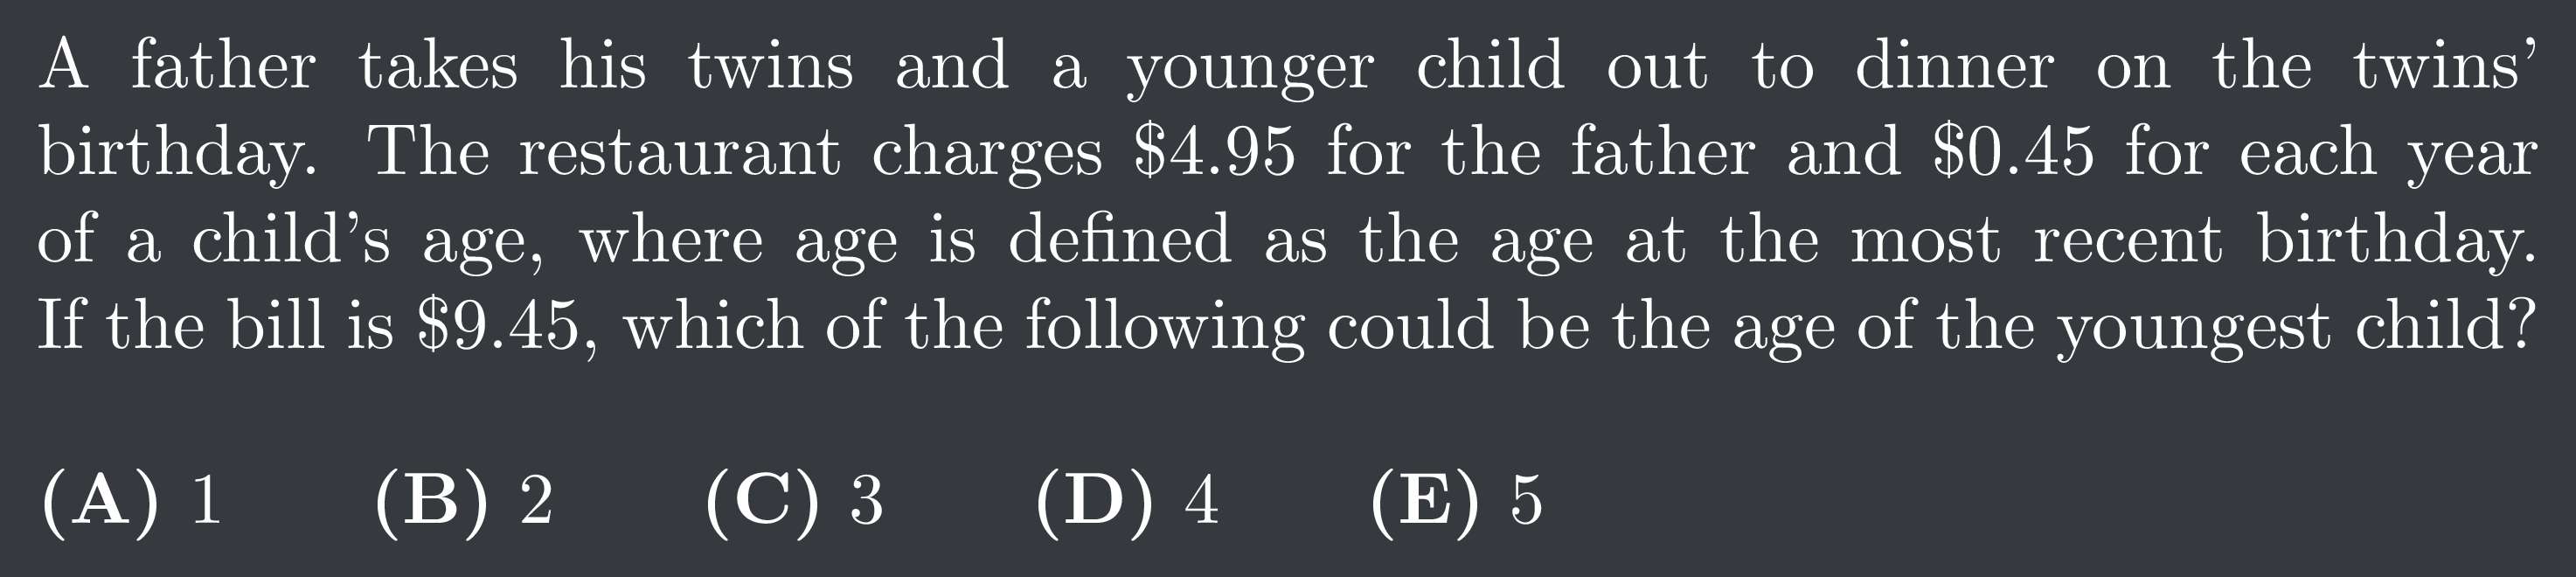 A father takes his twins and a younger child out to dinner on the twins’
birthday. The restaurant charges $4.95 for the father and $0.45 for each year
of a child’s age, where age is defined as the age at the most recent birthday.
If the bill is $9.45, which of the following could be the age of the youngest child?
(A) 1 (B) 2 (C) 3 (D) 4 (E) 5